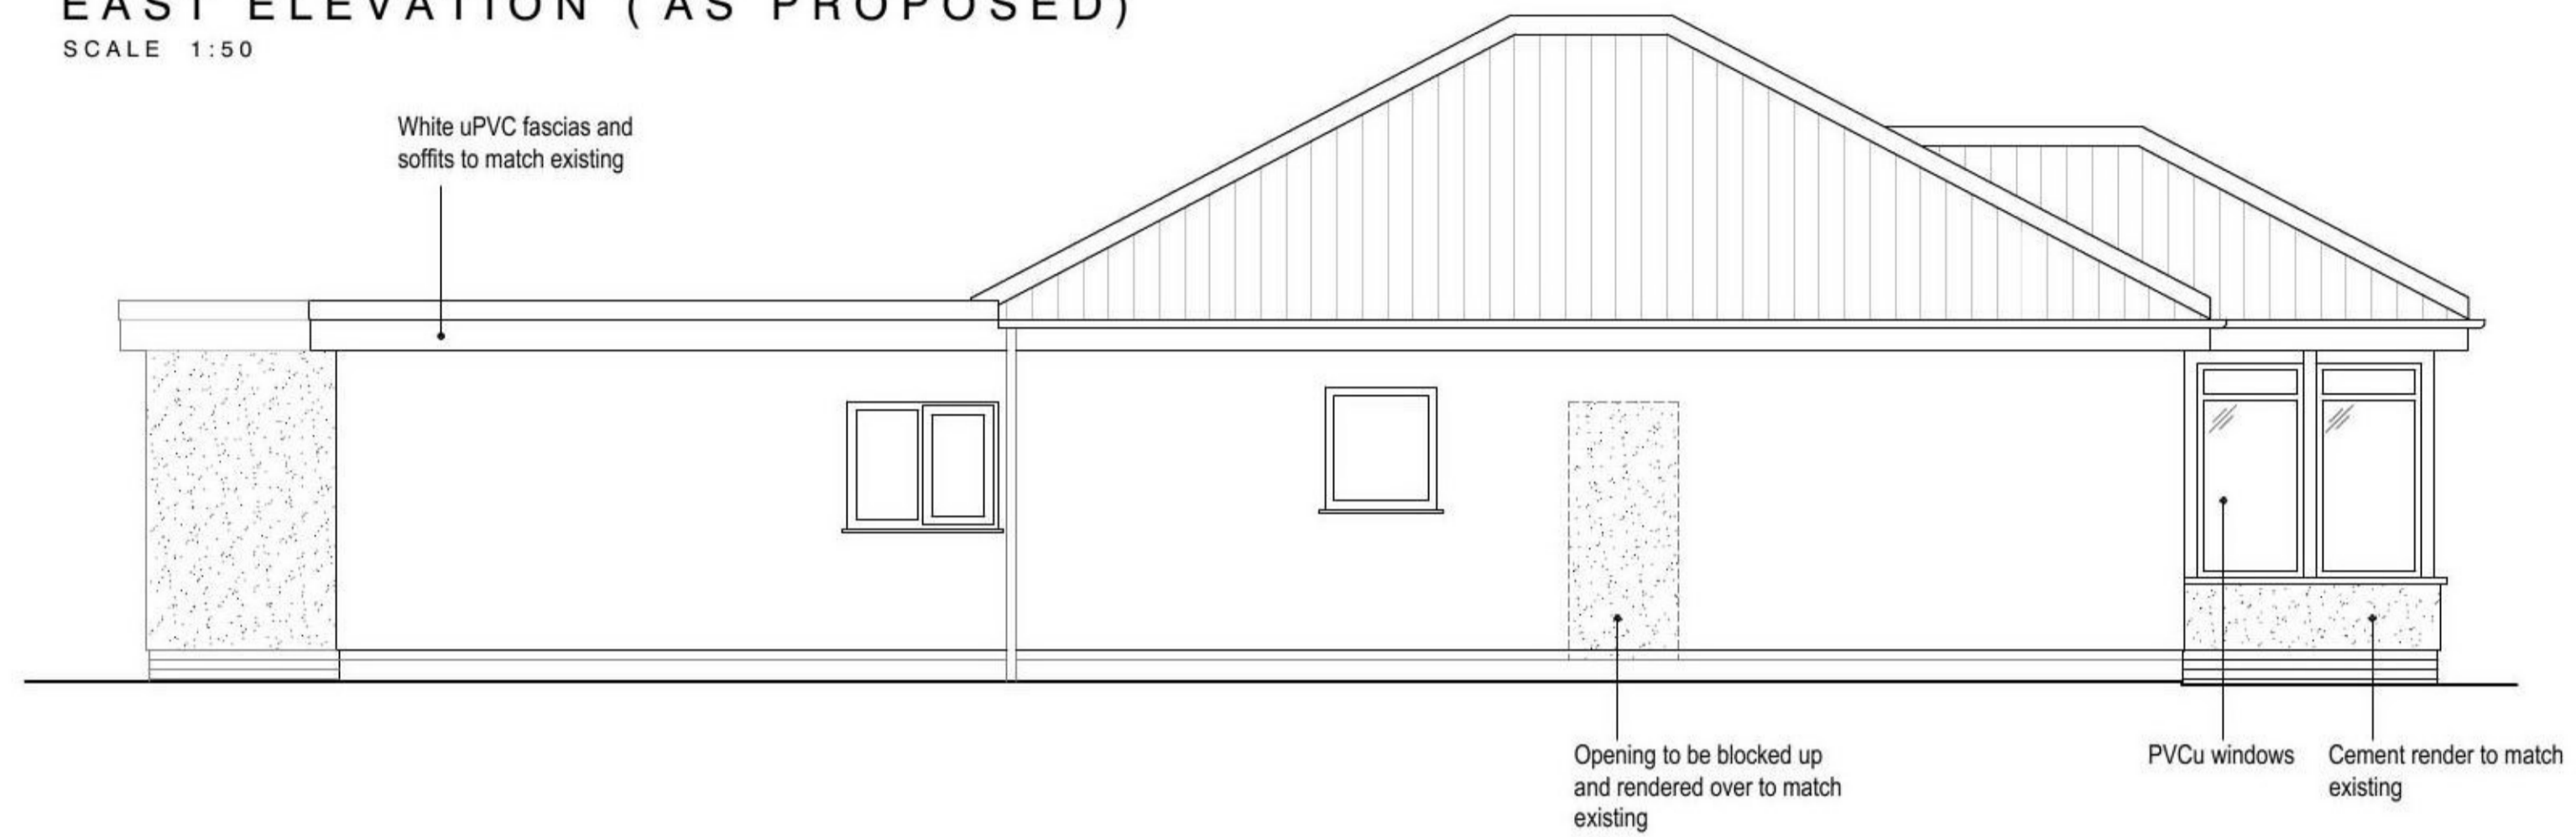 EAST ELEVATION ( AS PROPOSED)
SCALE 1:50
White uPVC fascias and
soffits to match existing
Opening to be blocked up
and rendered over to match
existing
PVCu windows
Cement render to match
existing